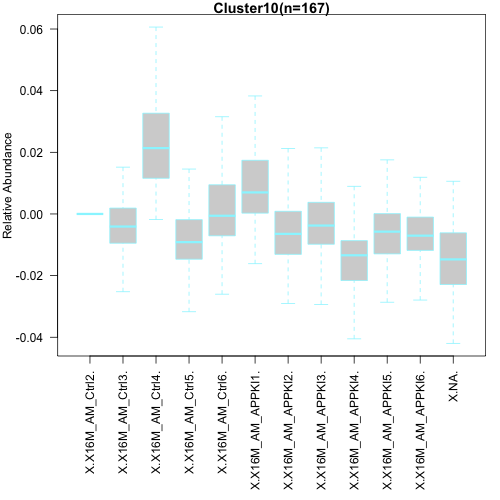 Cluster10(n=167)
Relative Abundance
0.06
0.04
0.02
0.00
-0.02
-0.04
X.X16M_AM_Ctrl2.
X.X16M_AM_Ctrl3.
X.X16M_AM_Ctrl4.
X.X16M_AM_Ctrl5.
X.X16M_AM_Ctrl6.
X.X16M_AM_APPKI1.
X.X16M_AM_APPKI2.
X.X16M_AM_APPKI3.
X.X16M_AM_APPKI4.
X.X16M_AM_APPKI5.
X.X16M_AM_APPKI6.
X.NA.